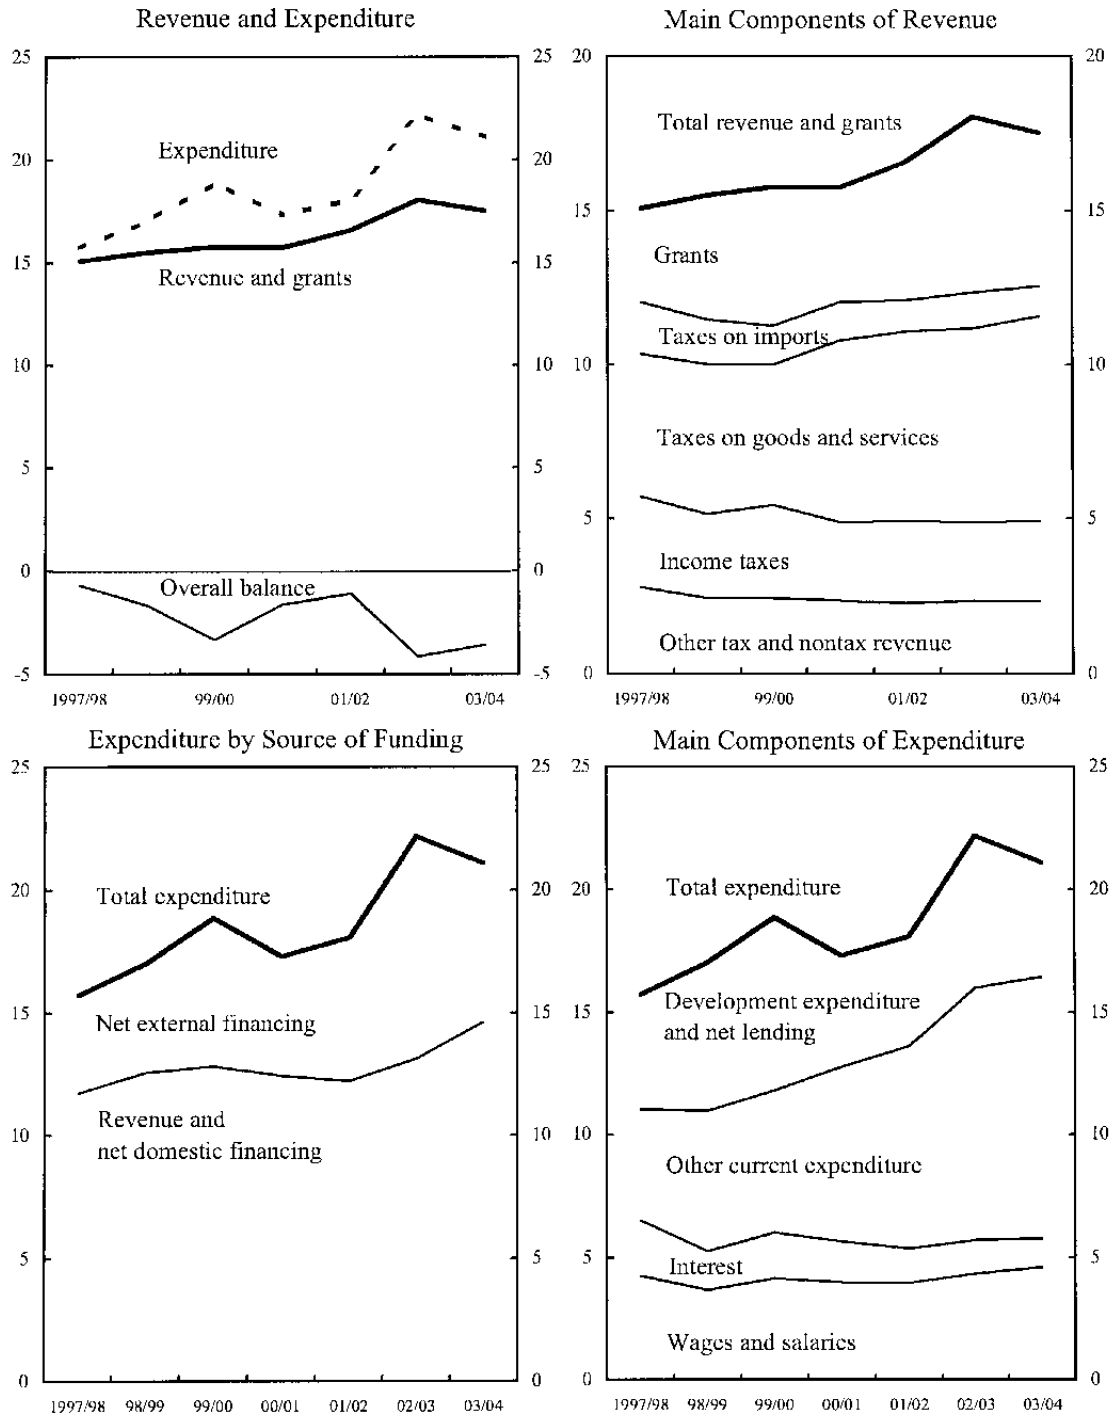 Revenue and Expenditure
25
20
15
10
5
0
-5
25
20
15
10
5
0
-5
Expenditure
Revenue and grants
Overall balance
1997/98 99/00 01/02 03/04
Main Components of Revenue
20
15
10
5
0
20
15
10
5
0
Total revenue and grants
Grants
Taxes on imports
Taxes on goods and services
Income taxes
Other tax and nontax revenue
1997/98 99/00 01/02 03/04
Expenditure by Source of Funding
25
20
15
10
5
0
25
20
15
10
5
0
Total expenditure
Net external financing
Revenue and
net domestic financing
1997/98 98/99 99/00 00/01 01/02 02/03 03/04
Main Components of Expenditure
25
20
15
10
5
0
25
20
15
10
5
0
Total expenditure
Development expenditure
and net lending
Other current expenditure
Interest
Wages and salaries
1997/98 98/99 99/00 00/01 01/02 02/03 03/04